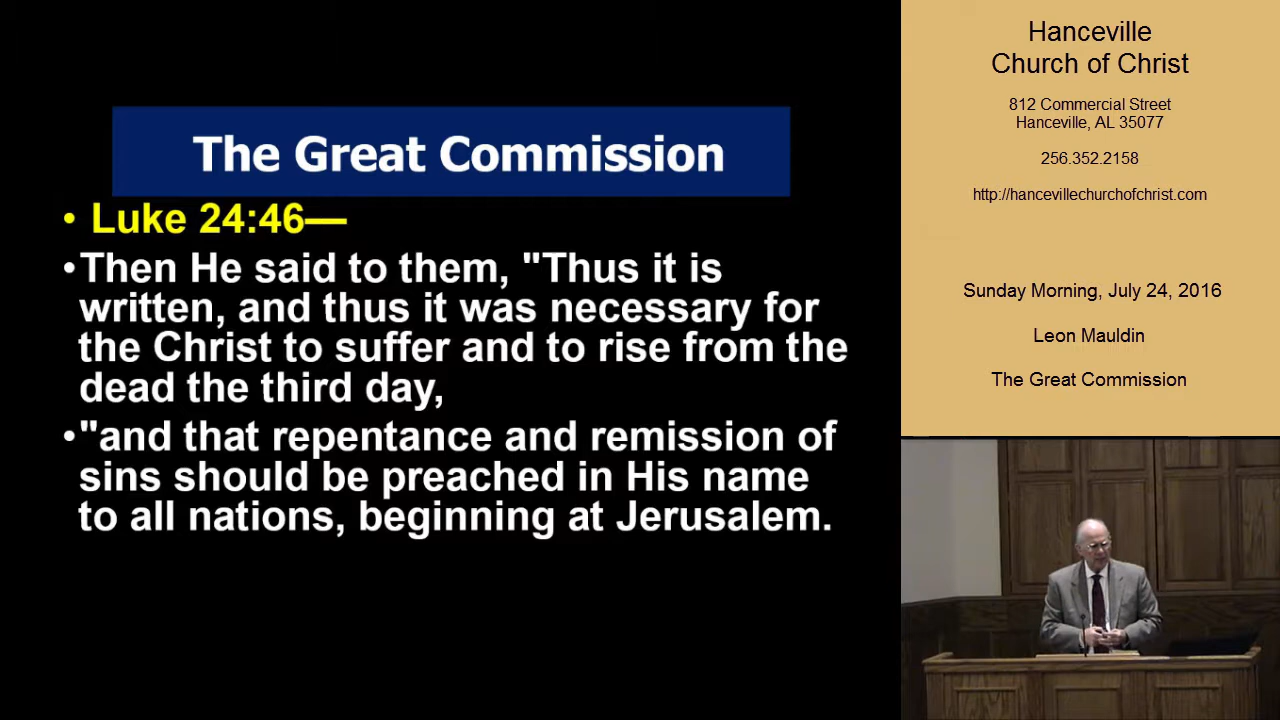 The Great Commission
• Luke 24:46—
•Then He said to them, "Thus it is
written, and thus it was necessary for
the Christ to suffer and to rise from the
dead the third day,
•"and that repentance and remission of
sins should be preached in His name
to all nations, beginning at Jerusalem.
Hanceville
Church of Christ
812 Commercial Street
Hanceville, AL 35077
256.352.2158
http://hancevillechurchofchrist.com
Sunday Morning, July 24, 2016
Leon Mauldin
The Great Commission